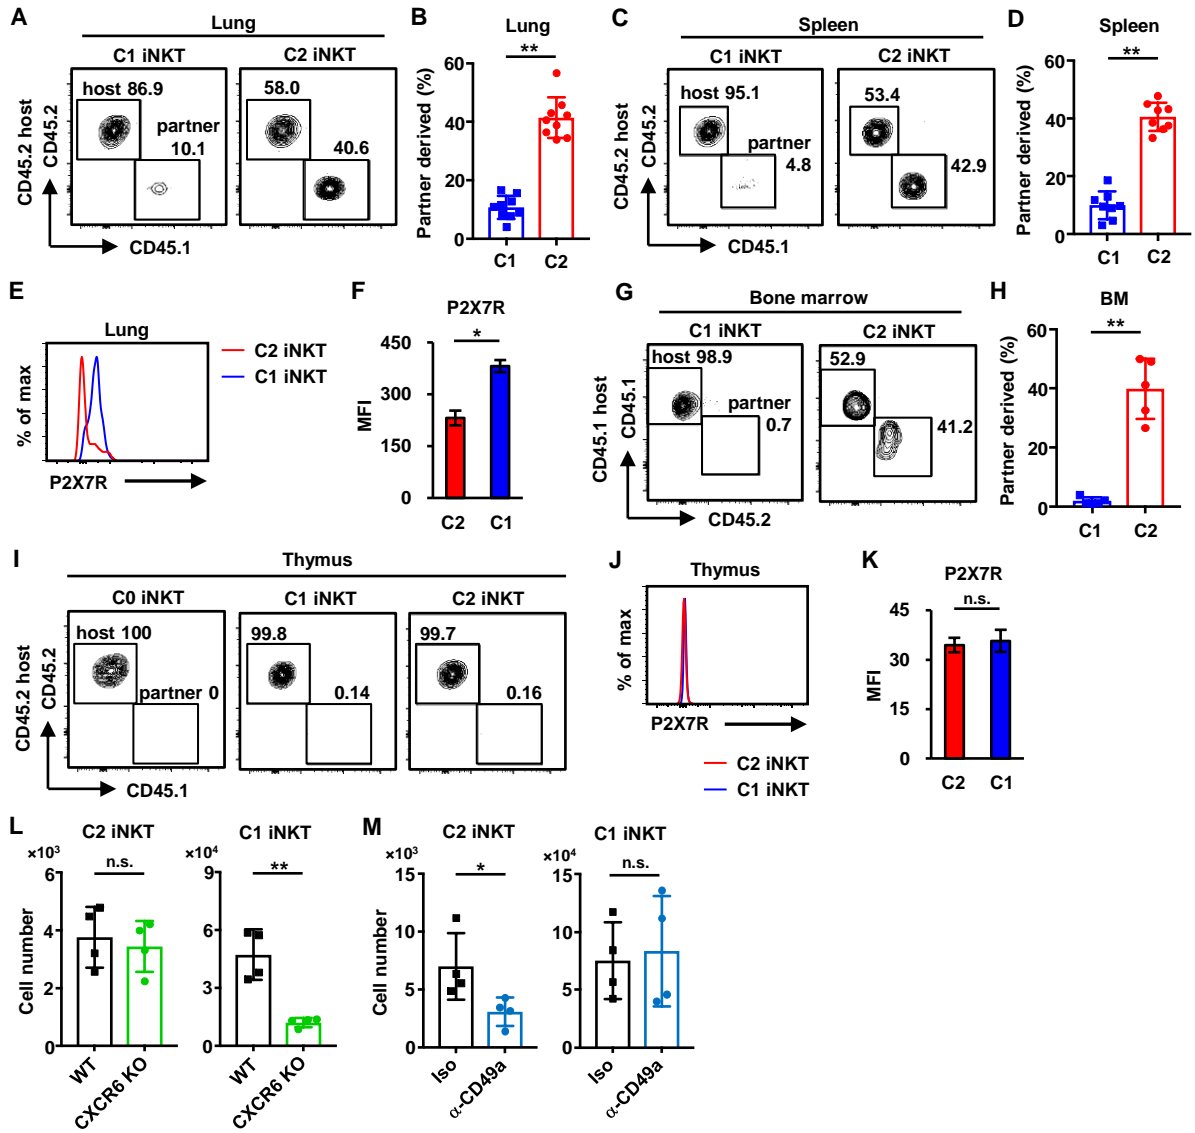 A
Lung
C1 iNKT
C2 iNKT
host 86.9
partner
10.1
58.0
40.6
CD45.2 host
CD45.2
CD45.1
B
Lung
**
Partner derived (%)
60
40
20
0
C1
C2
C
Spleen
C1 iNKT
C2 iNKT
host 95.1
partner
4.8
53.4
42.9
CD45.2 host
CD45.2
CD45.1
D
Spleen
**
Partner derived (%)
60
40
20
0
C1
C2
E
Lung
% of max
P2X7R
C2 iNKT
C1 iNKT
F
P2X7R
*
MFI
450
300
150
0
C2
C1
G
Bone marrow
C1 iNKT
C2 iNKT
host 98.9
partner
0.7
52.9
41.2
CD45.1 host
CD45.1
CD45.2
H
BM
**
Partner derived (%)
60
40
20
0
C1
C2
I
Thymus
C0 iNKT
C1 iNKT
C2 iNKT
host 100
partner 0
99.8
0.14
99.7
0.16
CD45.2 host
CD45.2
CD45.1
J
Thymus
% of max
P2X7R
C2 iNKT
C1 iNKT
K
P2X7R
n.s.
MFI
45
30
15
0
C2
C1
L
C2 iNKT
×10³
n.s.
Cell number
6
4
2
0
WT
CXCR6 KO
C1 iNKT
×10⁴
**
9
6
3
0
WT
CXCR6 KO
M
C2 iNKT
×10³
*
Cell number
15
10
5
0
Iso
α-CD49a
C1 iNKT
×10⁴
n.s.
15
10
5
0
Iso
α-CD49a